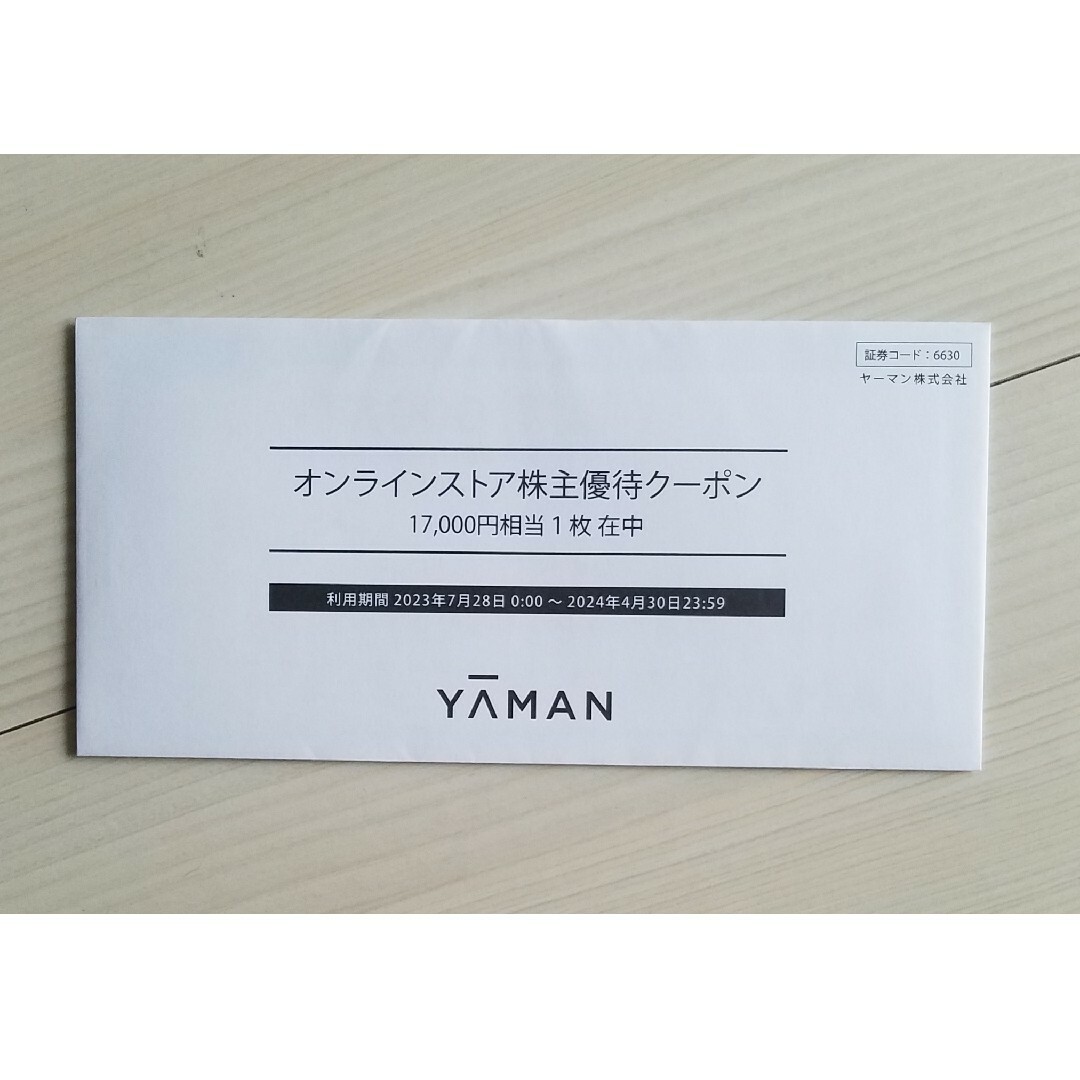 証券コード：6630
ヤーマン株式会社
オンラインストア株主優待クーポン
17,000円相当 1 枚 在中
利用期間 2023年7月28日 0:00 ～ 2024年4月30日23:59
YĀMAN